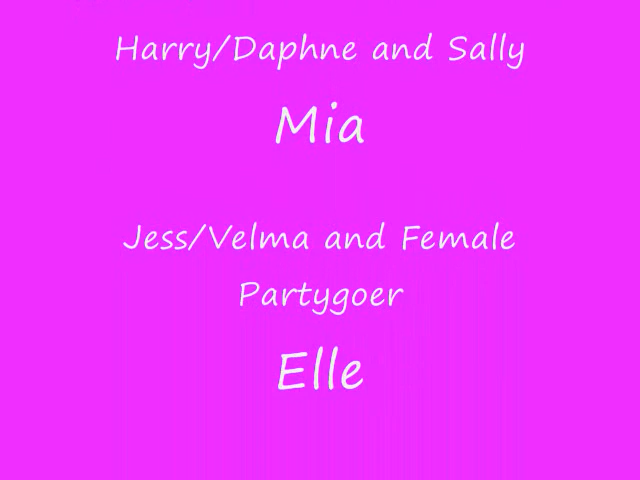 Harry/Daphne and Sally
Mia
Jess/Velma and Female
Partygoer
Elle